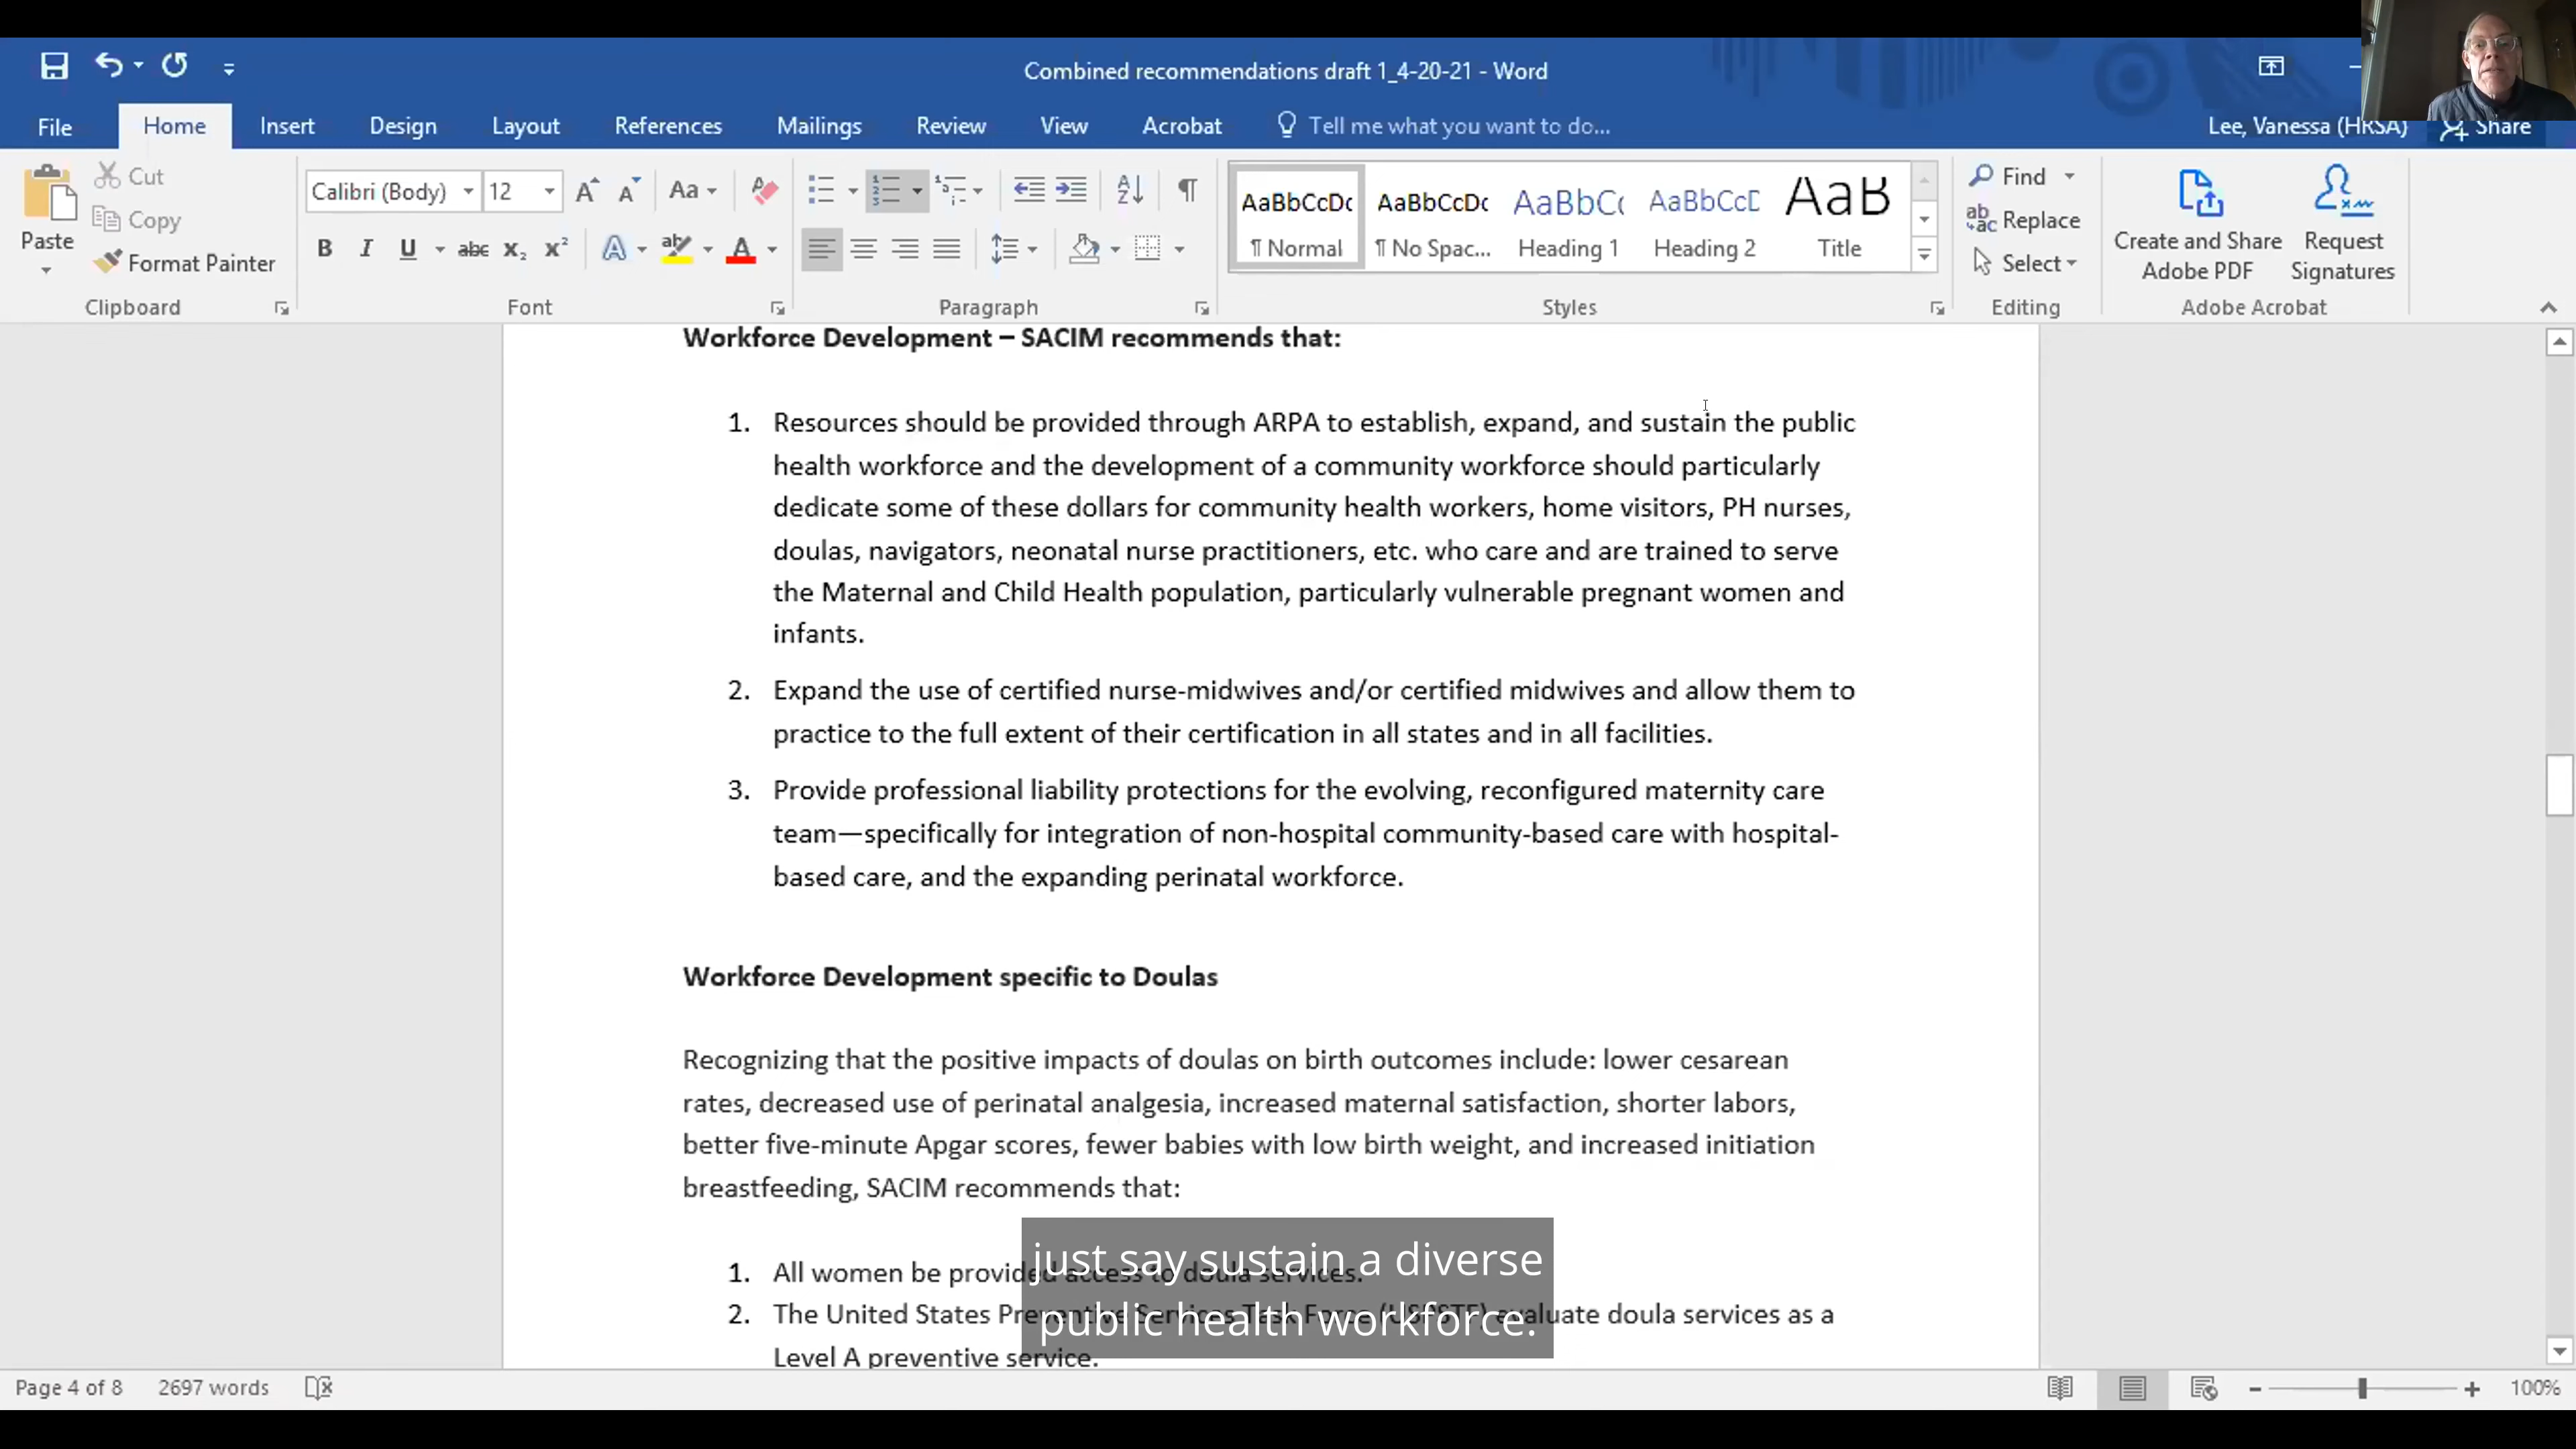 Combined recommendations draft 1_4-20-21 - Word
File Home Insert Design Layout References Mailings Review View Acrobat Tell me what you want to do... Lee, Vanessa (HRSA) Share
Paste
Cut
Copy
Format Painter
Clipboard
Calibri (Body) 12
Font
Paragraph
AaBbCcDc AaBbCcDc AaBbC AaBbCcD AaB
¶ Normal ¶ No Spac... Heading 1 Heading 2 Title
Styles
Find
Replace
Select
Editing
Create and Share
Adobe PDF
Request
Signatures
Adobe Acrobat
Workforce Development – SACIM recommends that:
1. Resources should be provided through ARPA to establish, expand, and sustain the public
health workforce and the development of a community workforce should particularly
dedicate some of these dollars for community health workers, home visitors, PH nurses,
doulas, navigators, neonatal nurse practitioners, etc. who care and are trained to serve
the Maternal and Child Health population, particularly vulnerable pregnant women and
infants.
2. Expand the use of certified nurse-midwives and/or certified midwives and allow them to
practice to the full extent of their certification in all states and in all facilities.
3. Provide professional liability protections for the evolving, reconfigured maternity care
team—specifically for integration of non-hospital community-based care with hospital-
based care, and the expanding perinatal workforce.
Workforce Development specific to Doulas
Recognizing that the positive impacts of doulas on birth outcomes include: lower cesarean
rates, decreased use of perinatal analgesia, increased maternal satisfaction, shorter labors,
better five-minute Apgar scores, fewer babies with low birth weight, and increased initiation
breastfeeding, SACIM recommends that:
1. All women be provided access to doula services.
2. The United States Preventive Services Task Force (USPSTF) evaluate doula services as a
Level A preventive service.
just say sustain a diverse
public health workforce.
Page 4 of 8 2697 words 100%